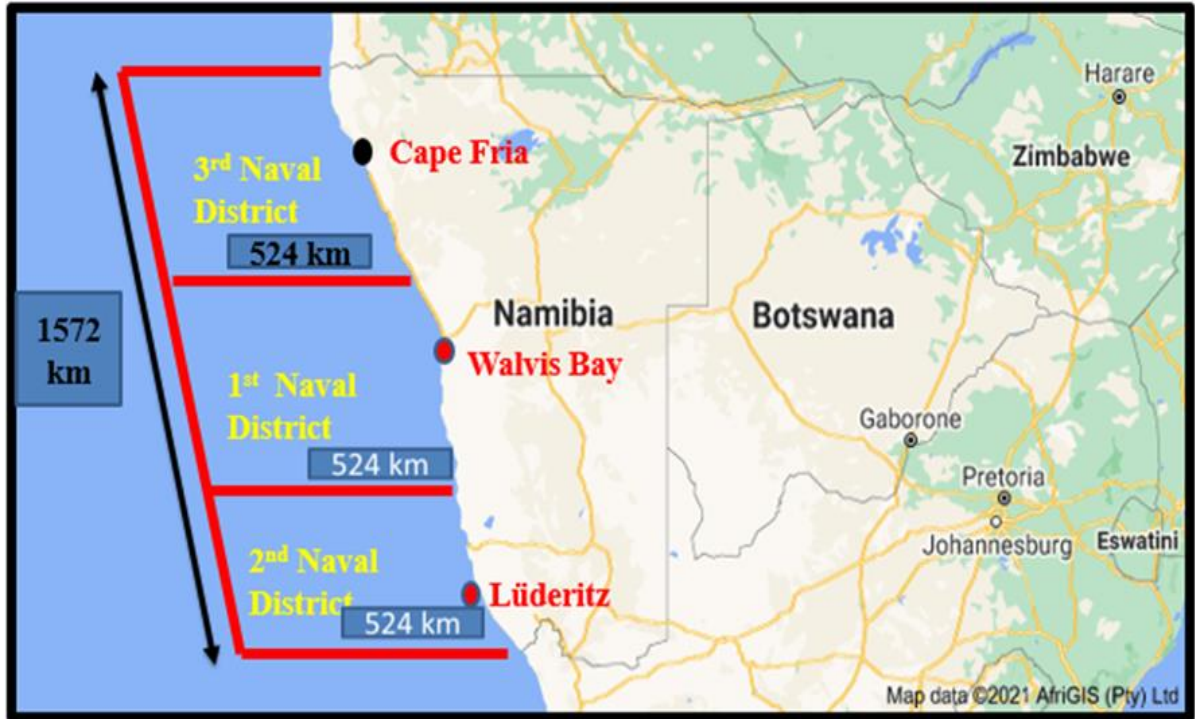 Harare
Zimbabwe
Cape Fria
3rd Naval
District
524 km
Namibia
Botswana
1572
km
Walvis Bay
1st Naval
District
Gaborone
524 km
Pretoria
Johannesburg
Eswatini
2nd Naval
District
Lüderitz
524 km
Map data ©2021 AfriGIS (Pty) Ltd